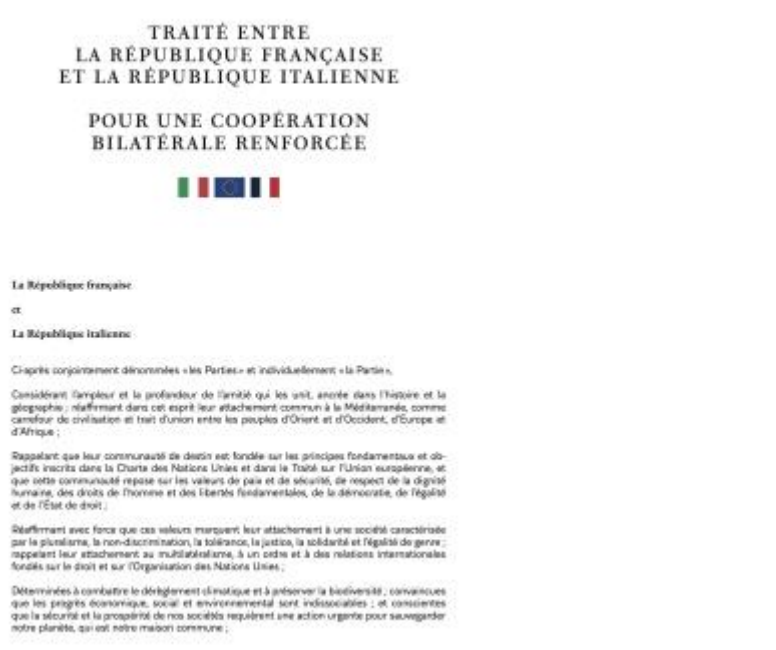 TRAITÉ ENTRE
LA RÉPUBLIQUE FRANÇAISE
ET LA RÉPUBLIQUE ITALIENNE
POUR UNE COOPÉRATION
BILATÉRALE RENFORCÉE
La République française
et
La République italienne
Ci-après conjointement dénommées « les Parties » et individuellement « la Partie »,
Considérant l'ampleur et la profondeur de l'amitié qui les unit, ancrée dans l'histoire et la
géographie ; réaffirmant dans cet esprit leur attachement commun à la Méditerranée, comme
carrefour de civilisation et trait d'union entre les peuples d'Orient et d'Occident, d'Europe et
d'Afrique ;
Rappelant que leur communauté de destin est fondée sur les principes fondamentaux et ob-
jectifs inscrits dans la Charte des Nations Unies et dans le Traité sur l'Union européenne, et
que cette communauté repose sur les valeurs de paix et de sécurité, de respect de la dignité
humaine, des droits de l'homme et des libertés fondamentales, de la démocratie, de l'égalité
et de l'État de droit ;
Réaffirmant avec force que ces valeurs marquent leur attachement à une société caractérisée
par le pluralisme, la non-discrimination, la tolérance, la justice, la solidarité et l'égalité de genre ;
rappelant leur attachement au multilatéralisme, à un ordre et à des relations internationales
fondés sur le droit et sur l'Organisation des Nations Unies ;
Déterminées à combattre le dérèglement climatique et à préserver la biodiversité ; convaincues
que les progrès économique, social et environnemental sont indissociables ; et conscientes
que la sécurité et la prospérité de nos sociétés requièrent une action urgente pour sauvegarder
notre planète, qui est notre maison commune ;